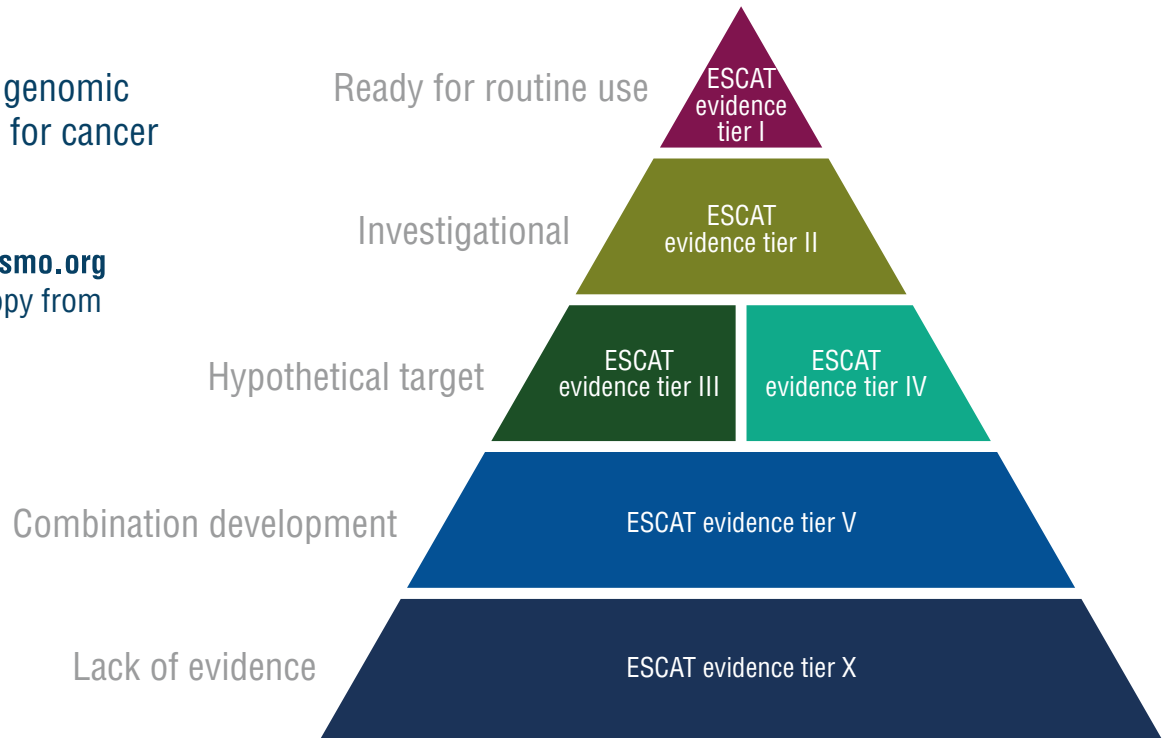 genomic
for cancer
smo.org
opy from
Ready for routine use
ESCAT
evidence
tier I
Investigational
ESCAT
evidence tier II
Hypothetical target
ESCAT
evidence tier III
ESCAT
evidence tier IV
Combination development
ESCAT evidence tier V
Lack of evidence
ESCAT evidence tier X